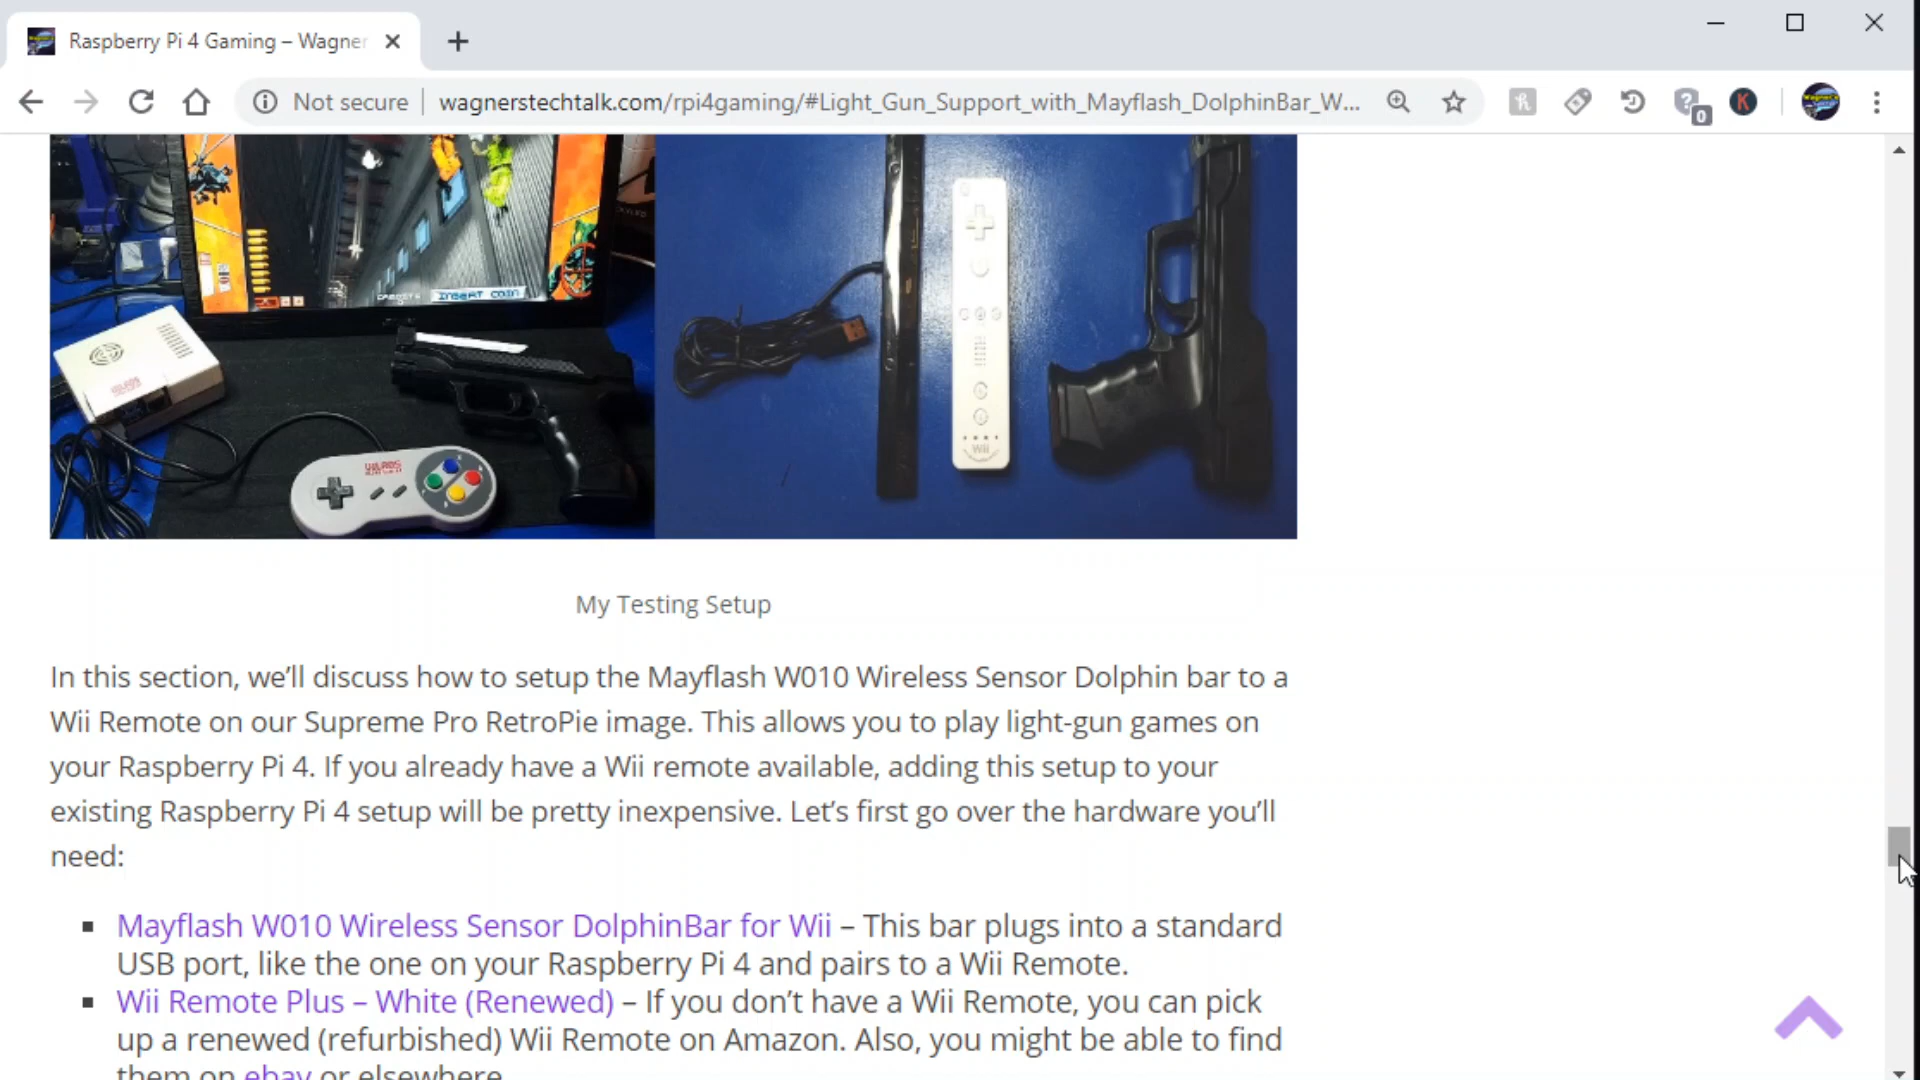 Raspberry Pi 4 Gaming – Wagner
Not secure
wagnerstechtalk.com/rpi4gaming/#Light_Gun_Support_with_Mayflash_DolphinBar_W...
0
K
INSERT COIN
Wii
My Testing Setup
In this section, we’ll discuss how to setup the Mayflash W010 Wireless Sensor Dolphin bar to a
Wii Remote on our Supreme Pro RetroPie image. This allows you to play light-gun games on
your Raspberry Pi 4. If you already have a Wii remote available, adding this setup to your
existing Raspberry Pi 4 setup will be pretty inexpensive. Let’s first go over the hardware you’ll
need:
Mayflash W010 Wireless Sensor DolphinBar for Wii – This bar plugs into a standard
USB port, like the one on your Raspberry Pi 4 and pairs to a Wii Remote.
Wii Remote Plus – White (Renewed) – If you don’t have a Wii Remote, you can pick
up a renewed (refurbished) Wii Remote on Amazon. Also, you might be able to find
them on ebay or elsewhere